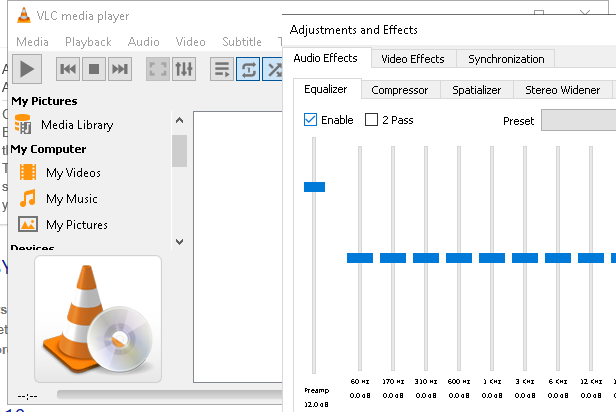 VLC media player
Media Playback Audio Video Subtitle
My Pictures
Media Library
My Computer
My Videos
My Music
My Pictures
Devices
--:--
Adjustments and Effects
Audio Effects Video Effects Synchronization
Equalizer Compressor Spatializer Stereo Widener
Enable 2 Pass Preset
60 Hz 170 Hz 310 Hz 600 Hz 1 KHz 3 KHz 6 KHz 12 KHz
Preamp 0.0 dB 0.0 dB 0.0 dB 0.0 dB 0.0 dB 0.0 dB 0.0 dB 0.0 dB
12.0 dB